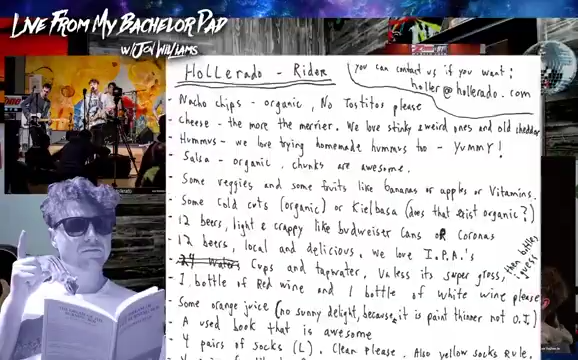 LIVE FROM MY BACHELOR PAD
W/ JON WILLIAMS
Hollerado - Rider
you can contact us if you want:
holler@hollerado.com
- Nacho chips - organic, No Tostitos please
- Cheese - the more the merrier. We love stinky & weird ones and old cheddar
- Hummus - we love trying homemade hummus too - YUMMY!
- Salsa - organic, chunks are awesome.
- Some veggies and some fruits like bananas or apples or Vitamins.
- Some cold cuts (organic) or Kielbasa (does that exist organic?)
- 12 beers, light & crappy like budweiser cans OR Coronas
- 12 beers, local and delicious. We love I.P.A.'s
- 24 Water Cups and tapwater, Unless its super gross, then bottles I guess
- 1 bottle of Red wine and 1 bottle of white wine please
- Some orange juice (no sunny delight, because it is paint thinner not O.J.)
- A used book that is awesome
- 4 pairs of socks (L). Clean Please. Also yellow socks Rule.